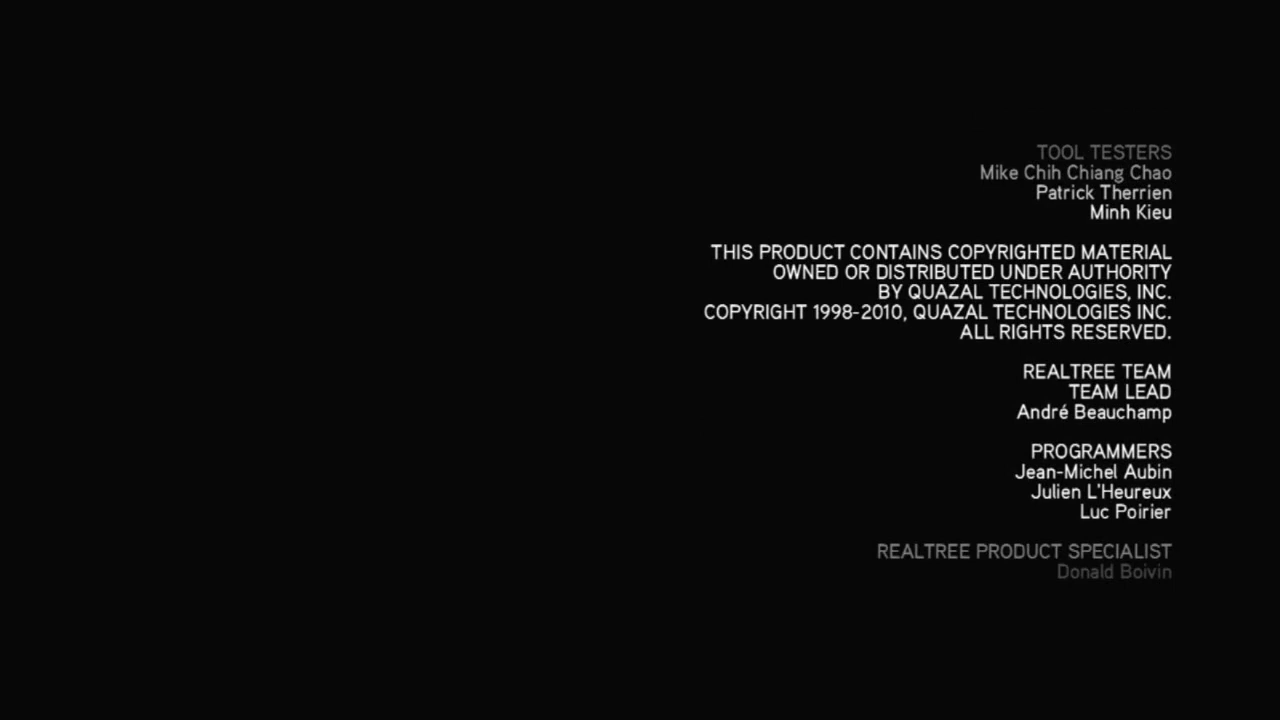 TOOL TESTERS
Mike Chih Chiang Chao
Patrick Therrien
Minh Kieu
THIS PRODUCT CONTAINS COPYRIGHTED MATERIAL
OWNED OR DISTRIBUTED UNDER AUTHORITY
BY QUAZAL TECHNOLOGIES, INC.
COPYRIGHT 1998-2010, QUAZAL TECHNOLOGIES INC.
ALL RIGHTS RESERVED.
REALTREE TEAM
TEAM LEAD
André Beauchamp
PROGRAMMERS
Jean-Michel Aubin
Julien L'Heureux
Luc Poirier
REALTREE PRODUCT SPECIALIST
Donald Boivin